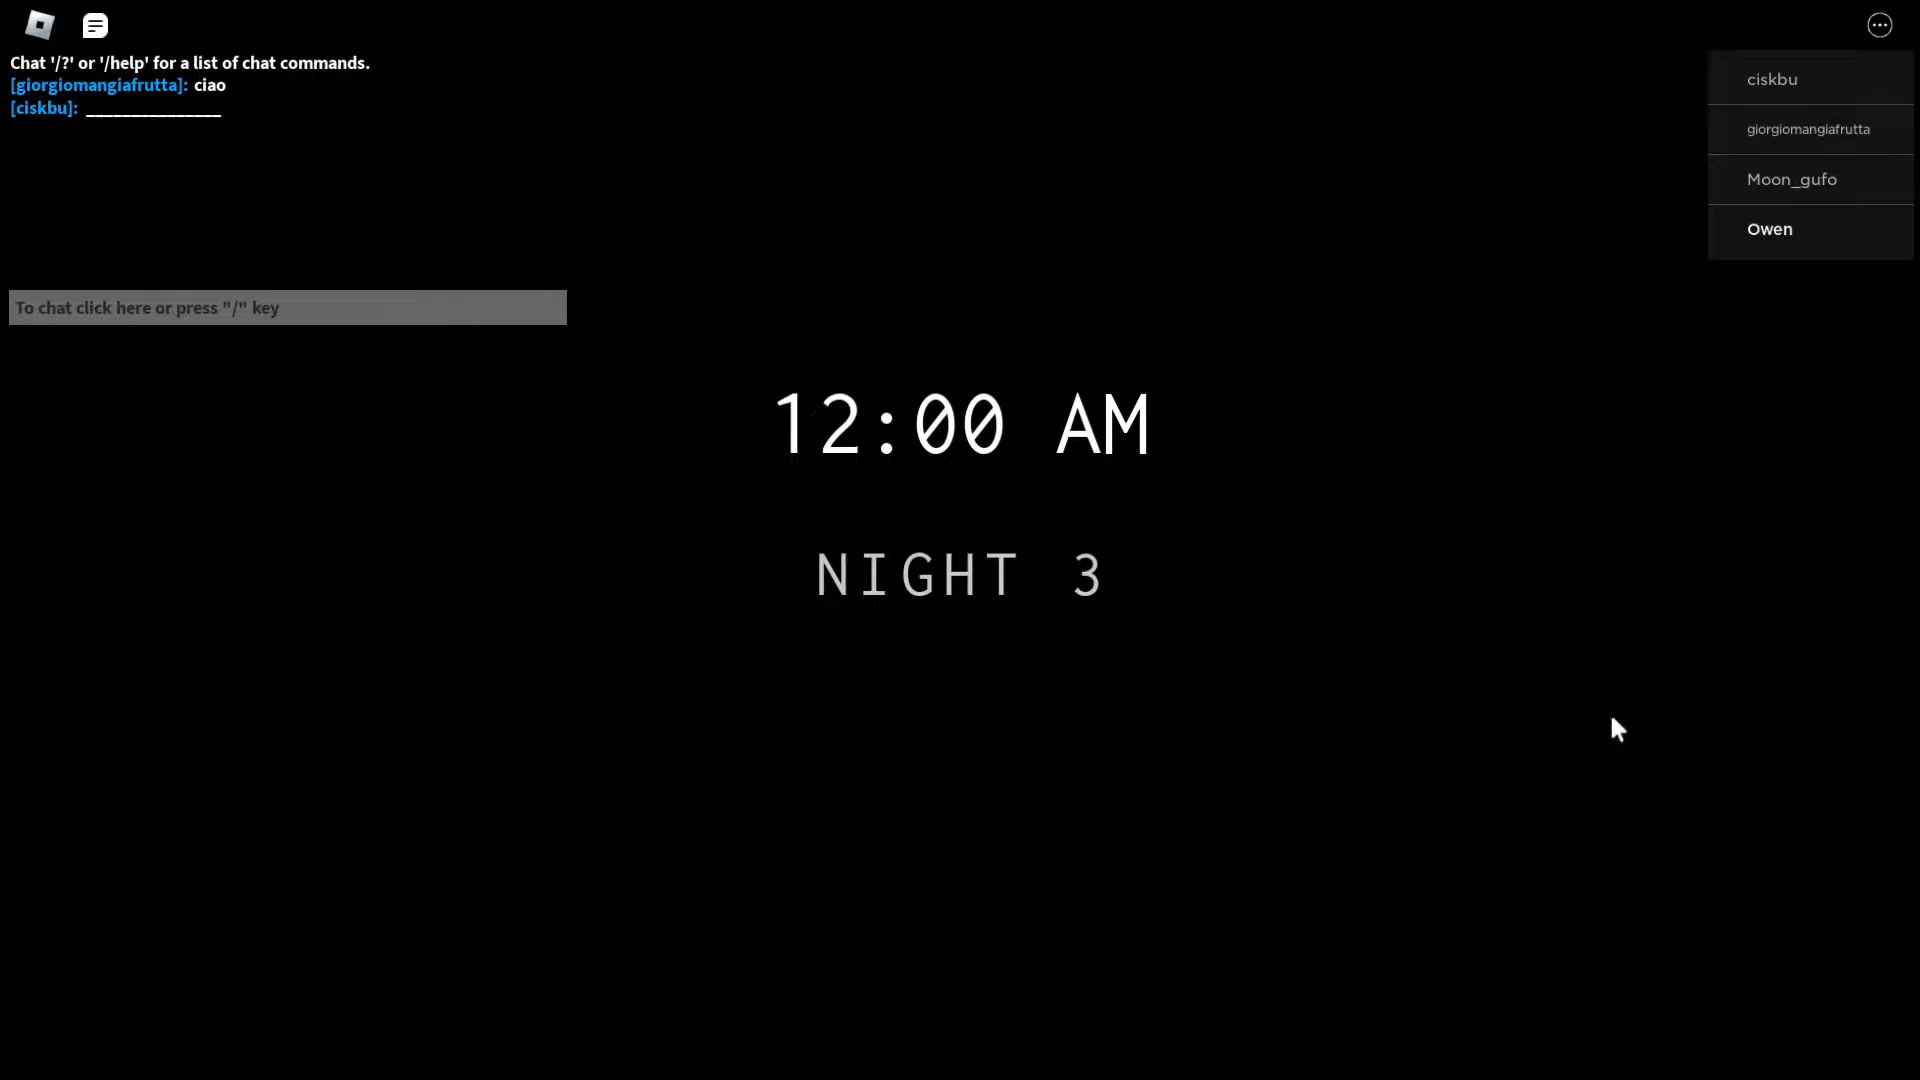 Chat '/?' or '/help' for a list of chat commands.
[giorgiomangiafrutta]: ciao
[ciskbu]: _______________
ciskbu
giorgiomangiafrutta
Moon_gufo
Owen
To chat click here or press "/" key
12:00 AM
NIGHT 3